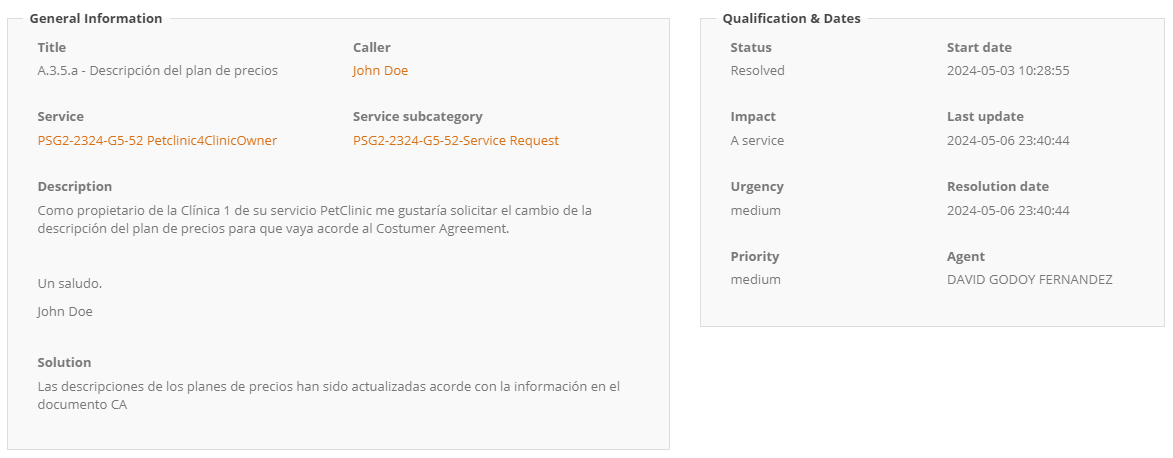 General Information
Title
Caller
A.3.5.a - Descripción del plan de precios
John Doe
Service
Service subcategory
PSG2-2324-G5-52 Petclinic4ClinicOwner
PSG2-2324-G5-52-Service Request
Description
Como propietario de la Clínica 1 de su servicio PetClinic me gustaría solicitar el cambio de la
descripción del plan de precios para que vaya acorde al Costumer Agreement.
Un saludo.
John Doe
Solution
Las descripciones de los planes de precios han sido actualizadas acorde con la información en el
documento CA
Qualification & Dates
Status
Start date
Resolved
2024-05-03 10:28:55
Impact
Last update
A service
2024-05-06 23:40:44
Urgency
Resolution date
medium
2024-05-06 23:40:44
Priority
Agent
medium
DAVID GODOY FERNANDEZ